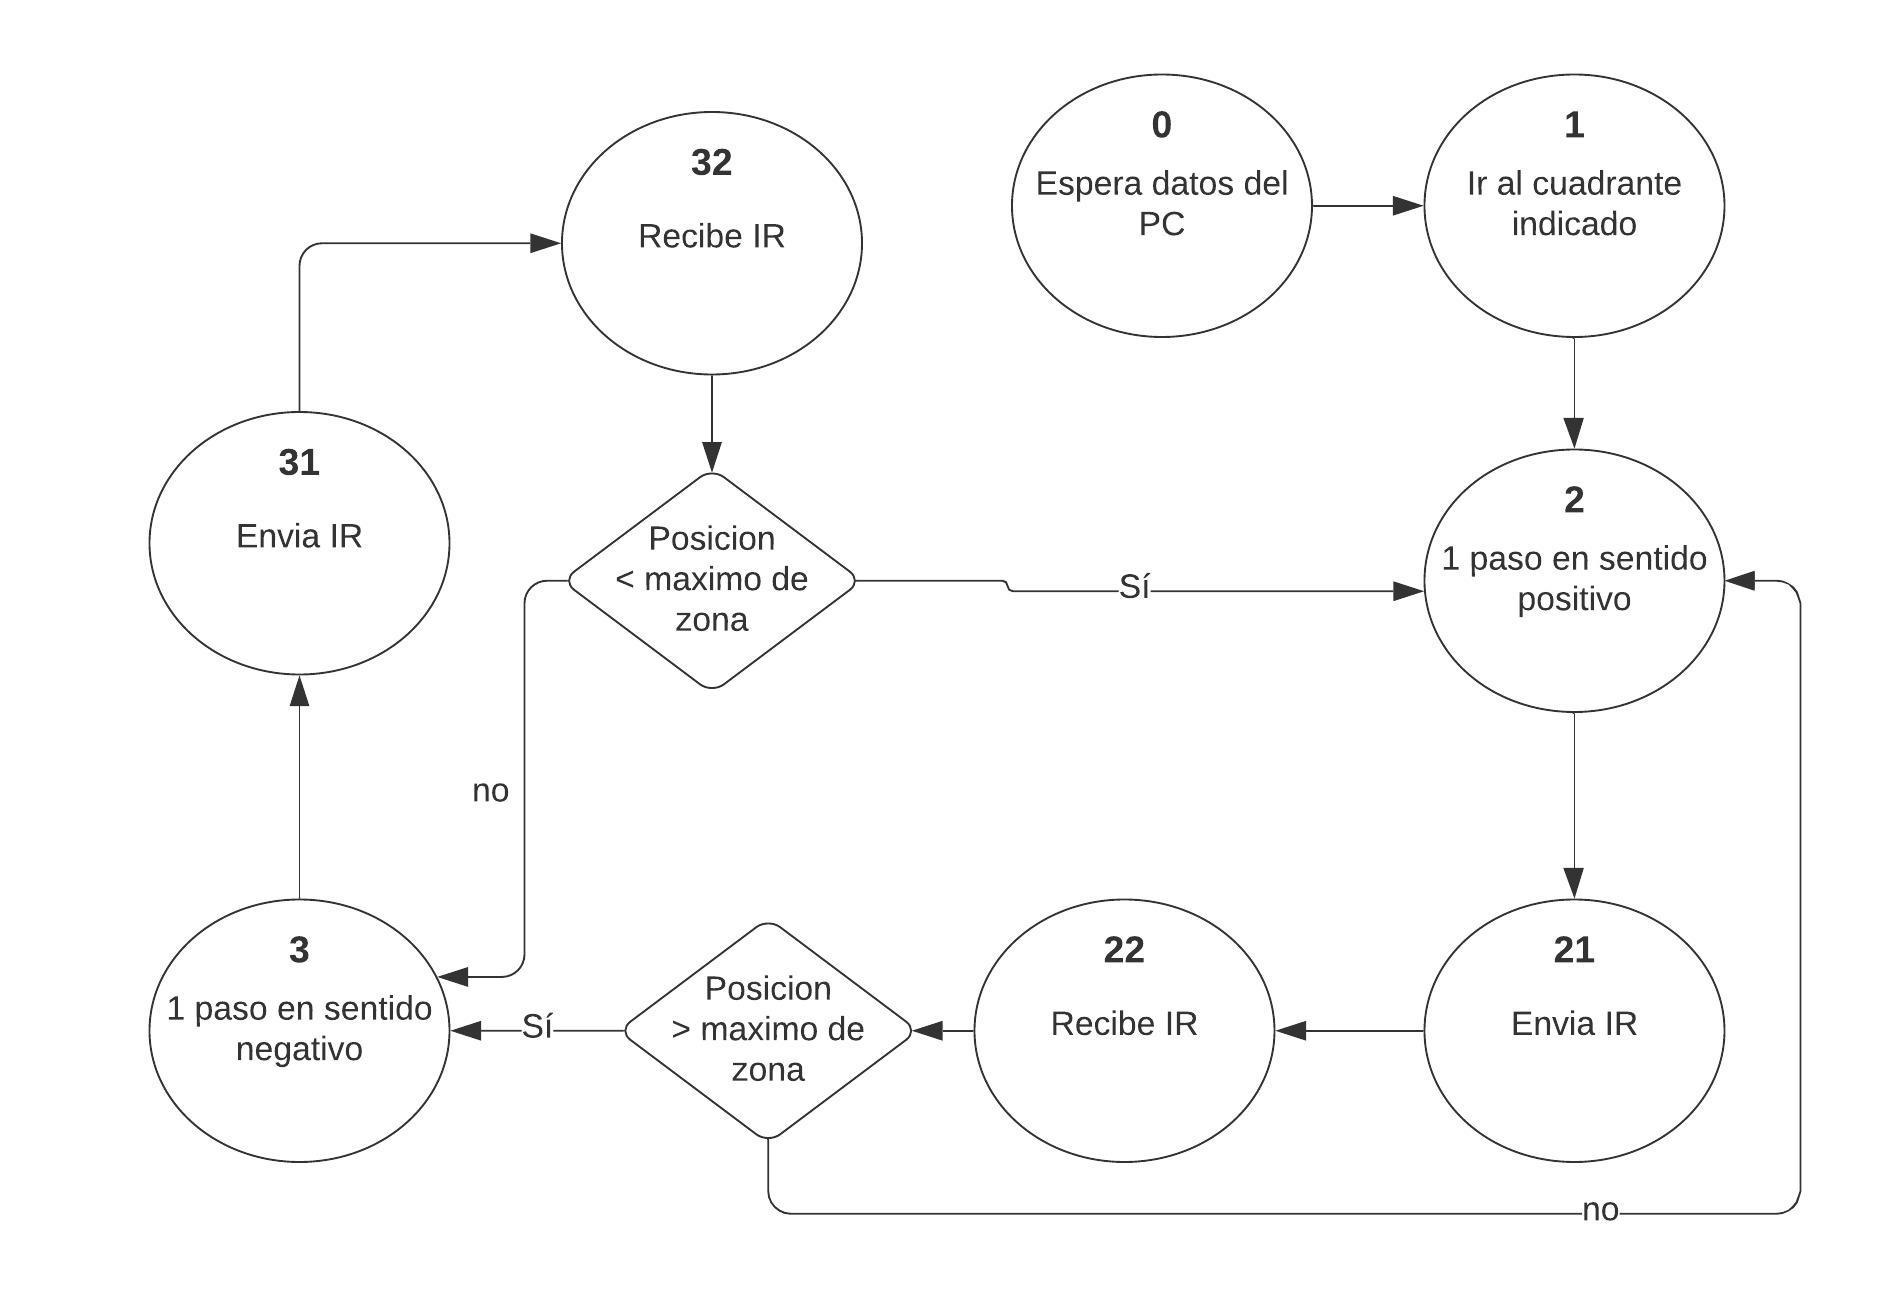 0
Espera datos del
PC
1
Ir al cuadrante
indicado
32
Recibe IR
31
Envia IR
Posicion
< maximo de
zona
Sí
2
1 paso en sentido
positivo
no
3
1 paso en sentido
negativo
Sí
Posicion
> maximo de
zona
22
Recibe IR
21
Envia IR
no